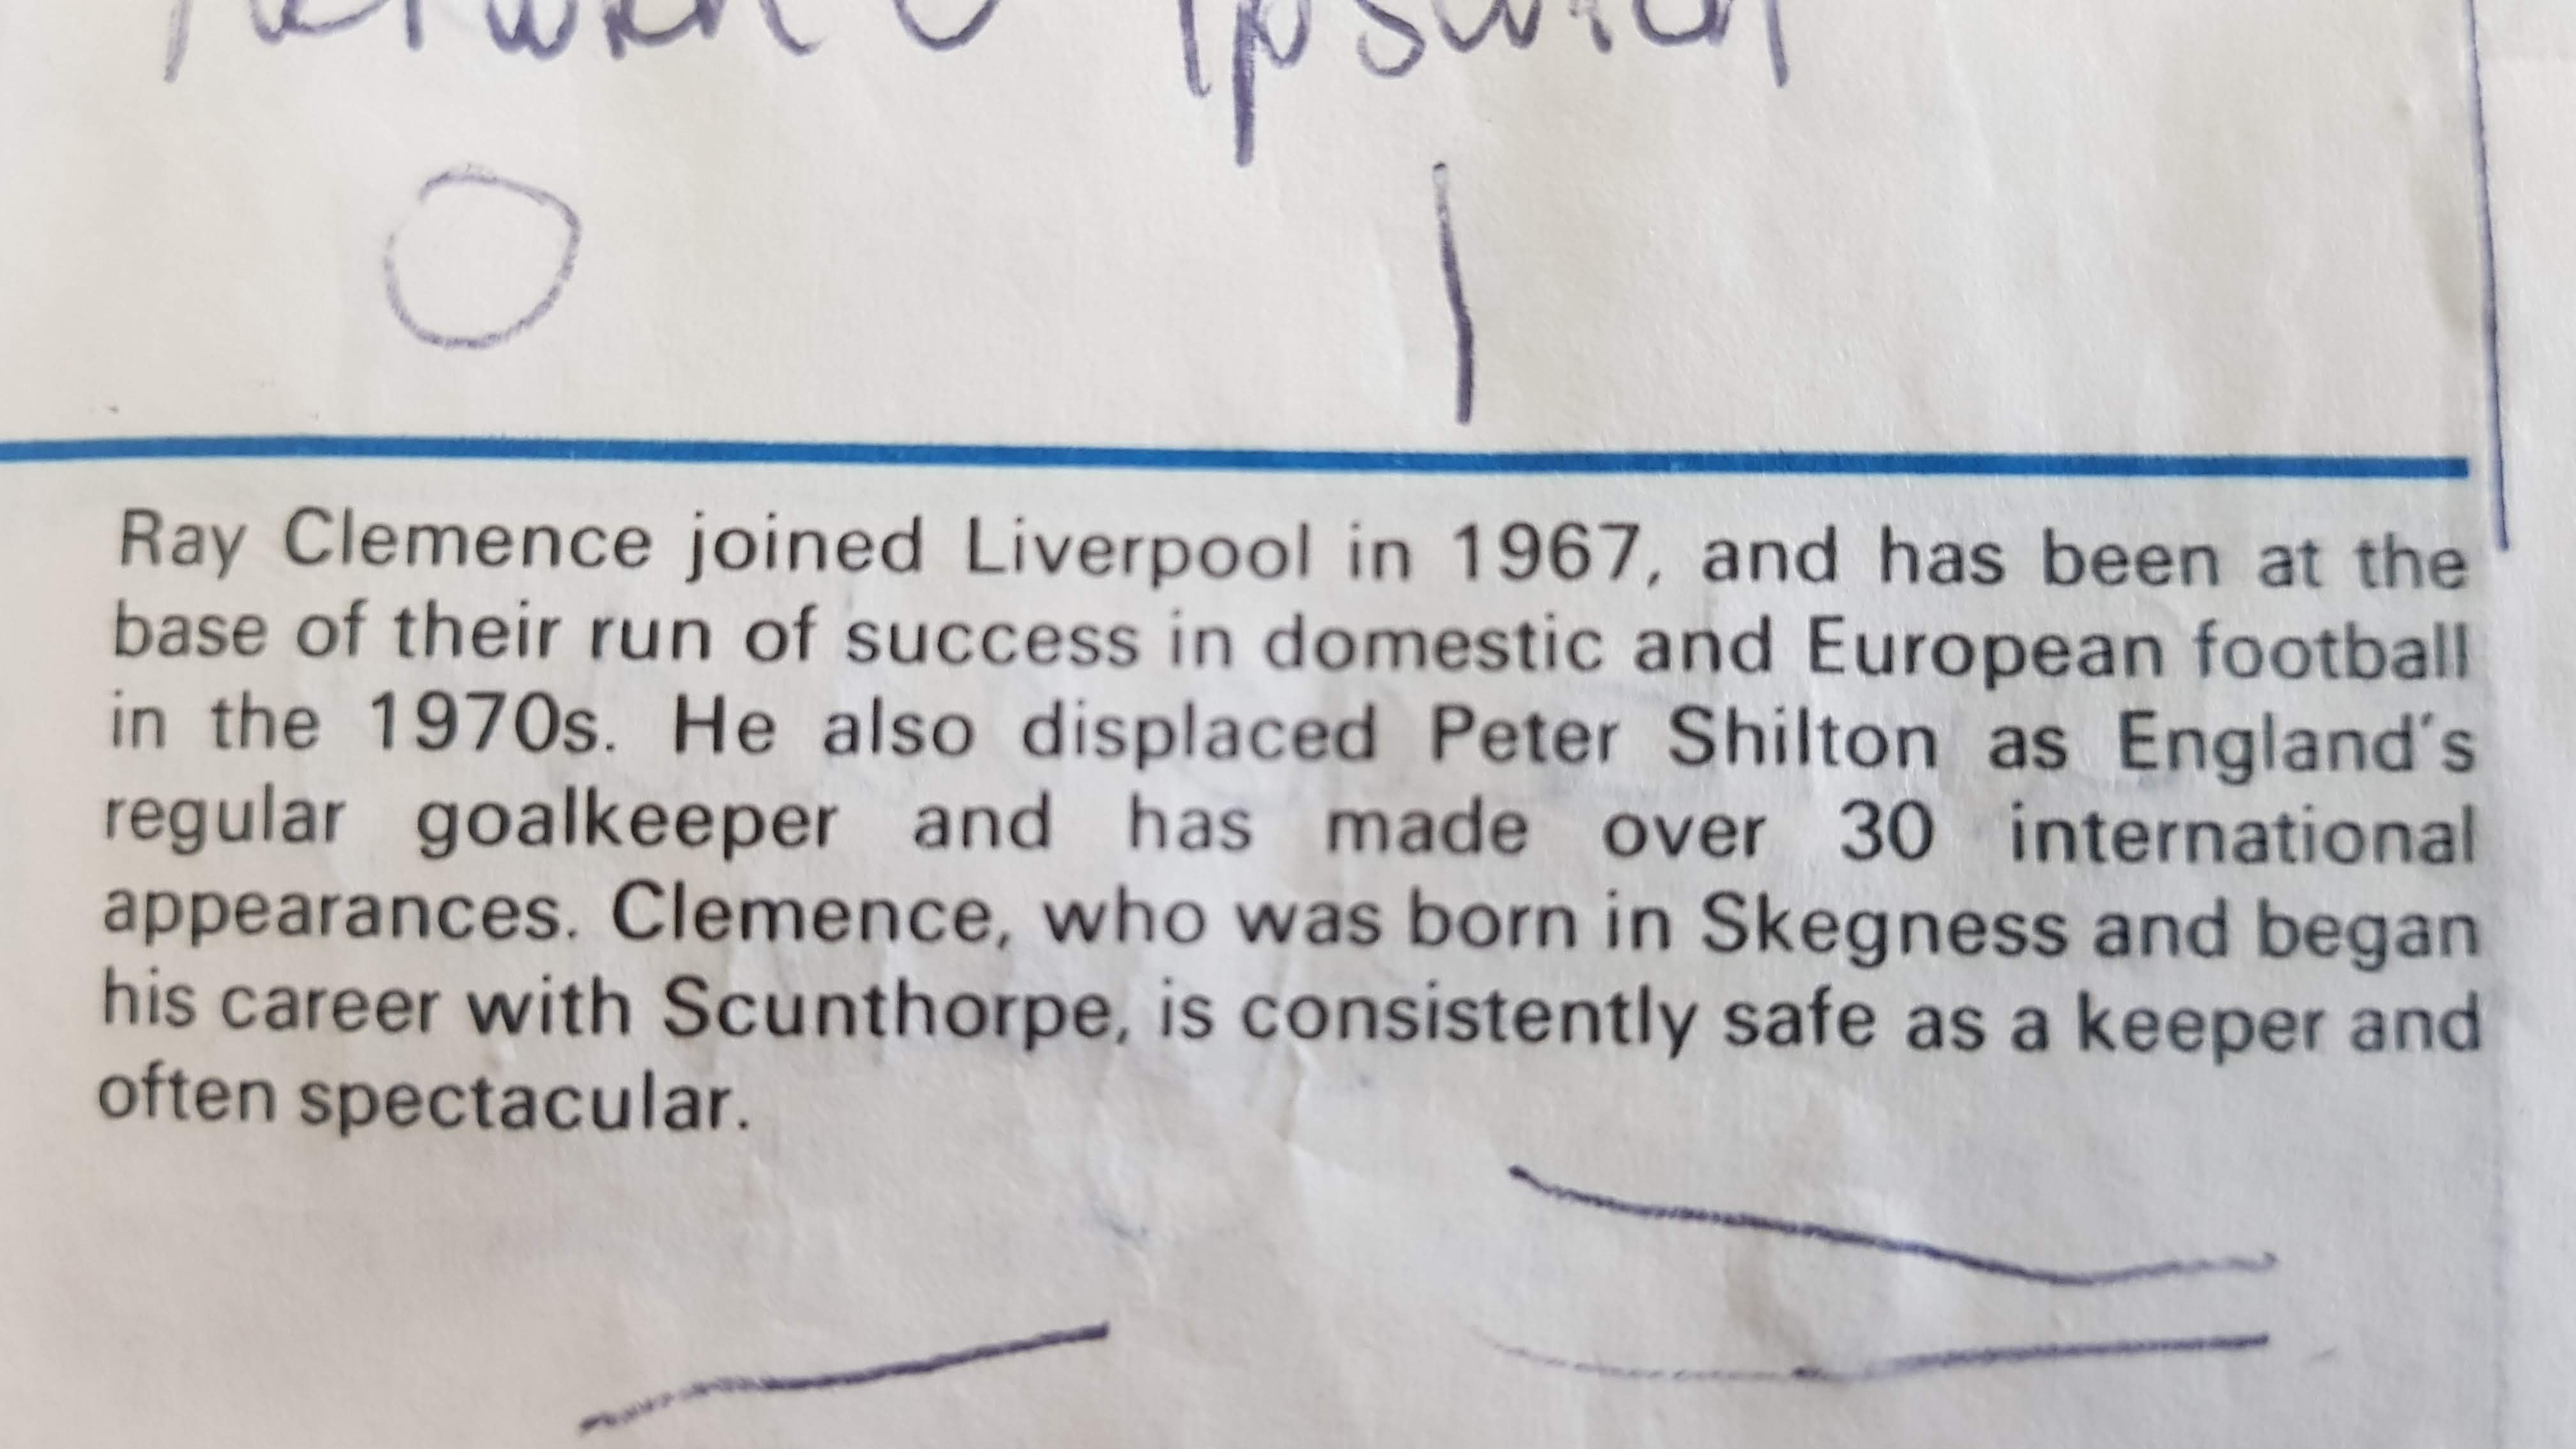 Ipswich
0 1
Ray Clemence joined Liverpool in 1967, and has been at the
base of their run of success in domestic and European football
in the 1970s. He also displaced Peter Shilton as England's
regular goalkeeper and has made over 30 international
appearances. Clemence, who was born in Skegness and began
his career with Scunthorpe, is consistently safe as a keeper and
often spectacular.